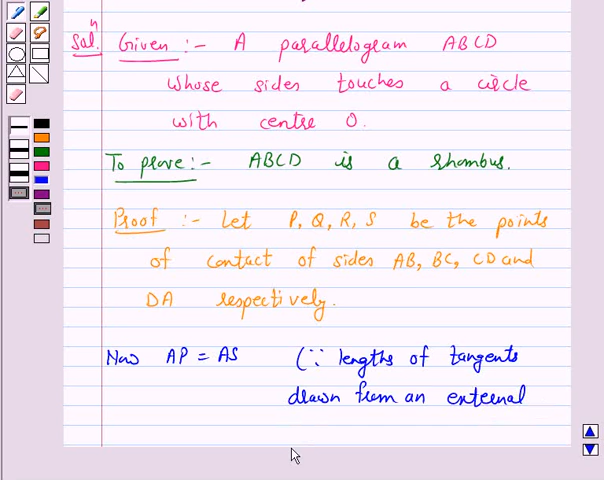 Solⁿ Given :- A parallelogram ABCD
whose sides touches a circle
with centre O.
To prove :- ABCD is a rhombus.
Proof :- Let P, Q, R, S be the points
of contact of sides AB, BC, CD and
DA respectively.
Now AP = AS (∵ lengths of tangents
drawn from an external